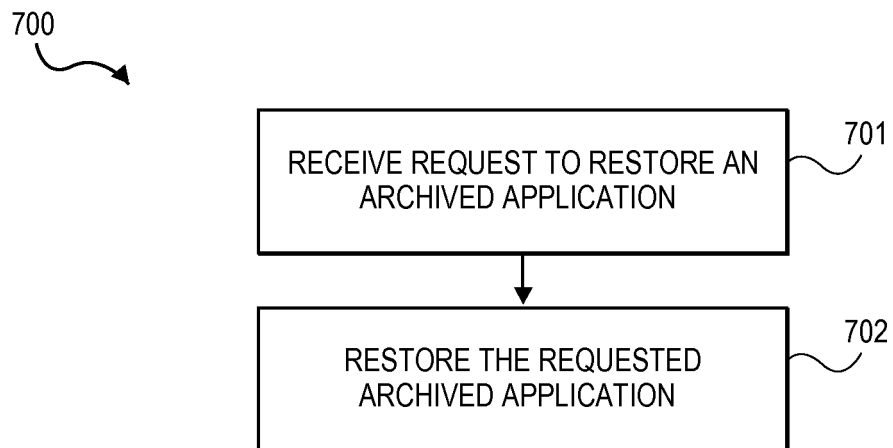 700
RECEIVE REQUEST TO RESTORE AN
ARCHIVED APPLICATION
701
RESTORE THE REQUESTED
ARCHIVED APPLICATION
702